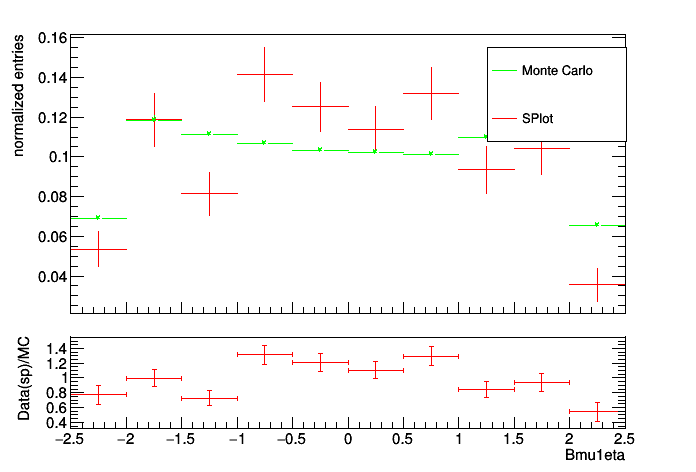 normalized entries
0.16
0.14
0.12
0.1
0.08
0.06
0.04
Monte Carlo
SPlot
Data(sp)/MC
1.4
1.2
1
0.8
0.6
0.4
−2.5 −2 −1.5 −1 −0.5 0 0.5 1 1.5 2 2.5
Bmu1eta